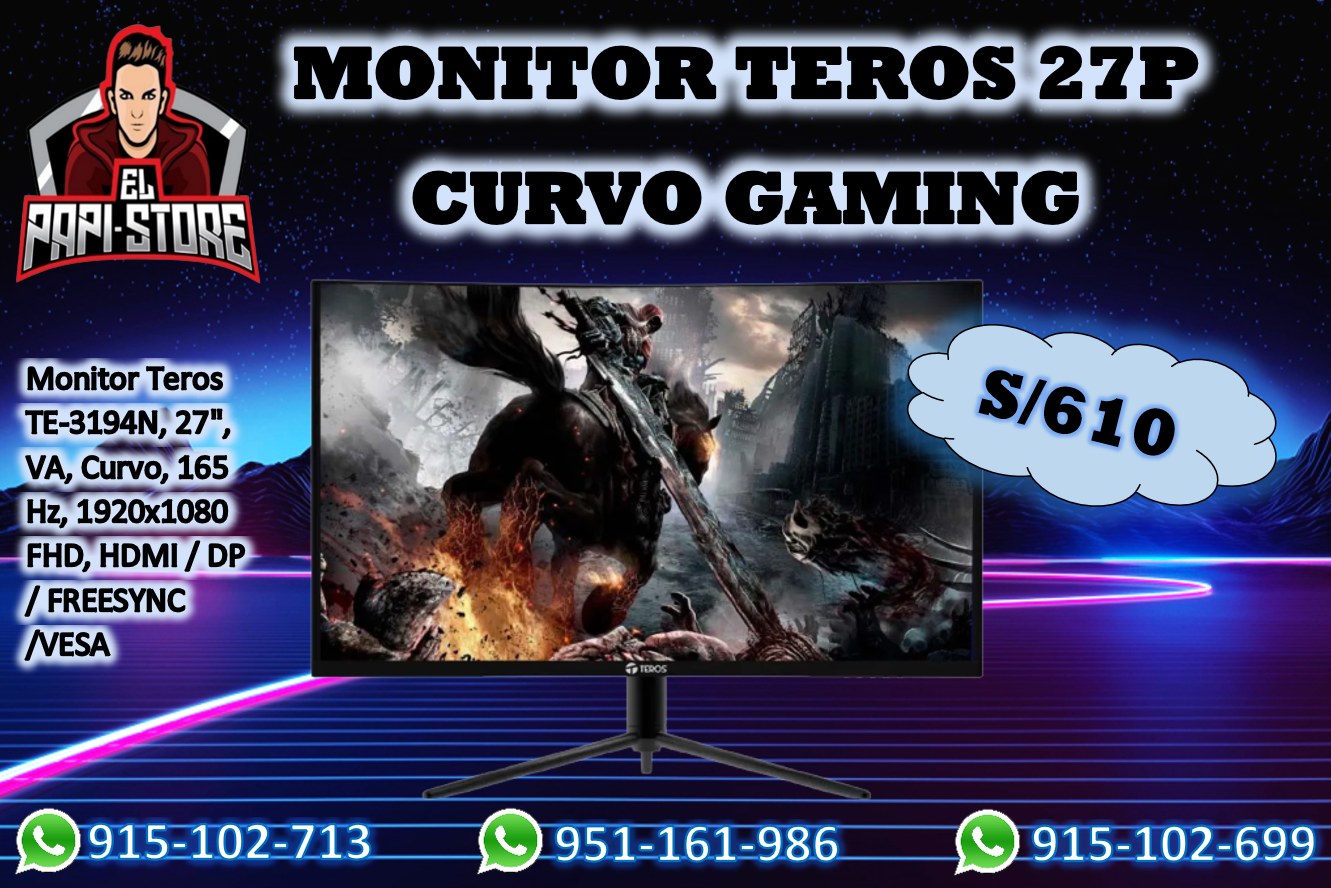 MONITOR TEROS 27P
CURVO GAMING
EL
PAPI-STORE
Monitor Teros
TE-3194N, 27",
VA, Curvo, 165
Hz, 1920x1080
FHD, HDMI / DP
/ FREESYNC
/VESA
S/610
TEROS
915-102-713
951-161-986
915-102-699